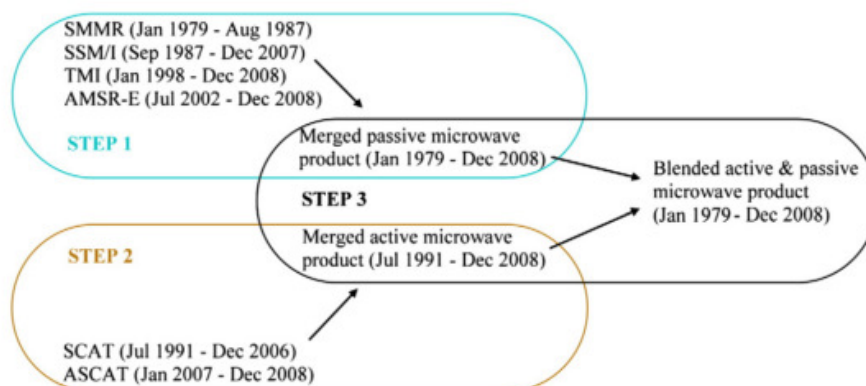 SMMR (Jan 1979 - Aug 1987)
SSM/I (Sep 1987 - Dec 2007)
TMI (Jan 1998 - Dec 2008)
AMSR-E (Jul 2002 - Dec 2008)
STEP 1
Merged passive microwave
product (Jan 1979 - Dec 2008)
Blended active & passive
microwave product
(Jan 1979 - Dec 2008)
STEP 3
Merged active microwave
product (Jul 1991 - Dec 2008)
STEP 2
SCAT (Jul 1991 - Dec 2006)
ASCAT (Jan 2007 - Dec 2008)